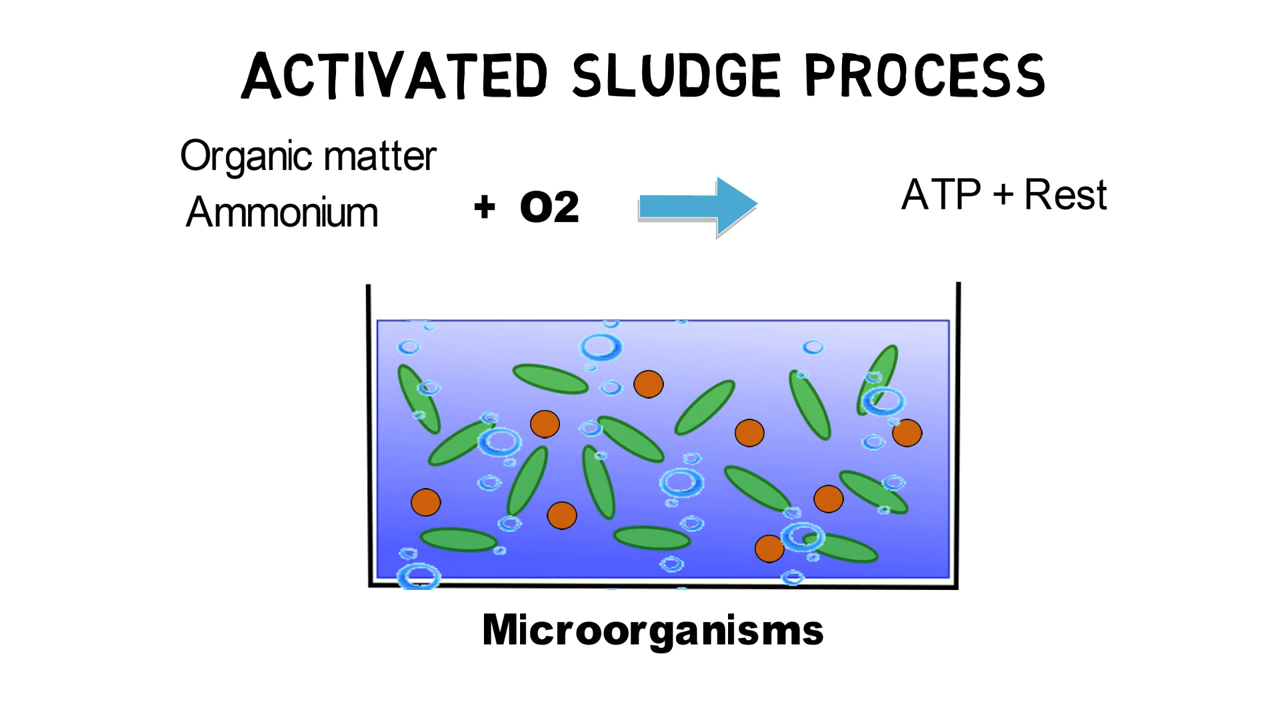 ACTIVATED SLUDGE PROCESS
Organic matter
Ammonium
+ O2
ATP + Rest
Microorganisms